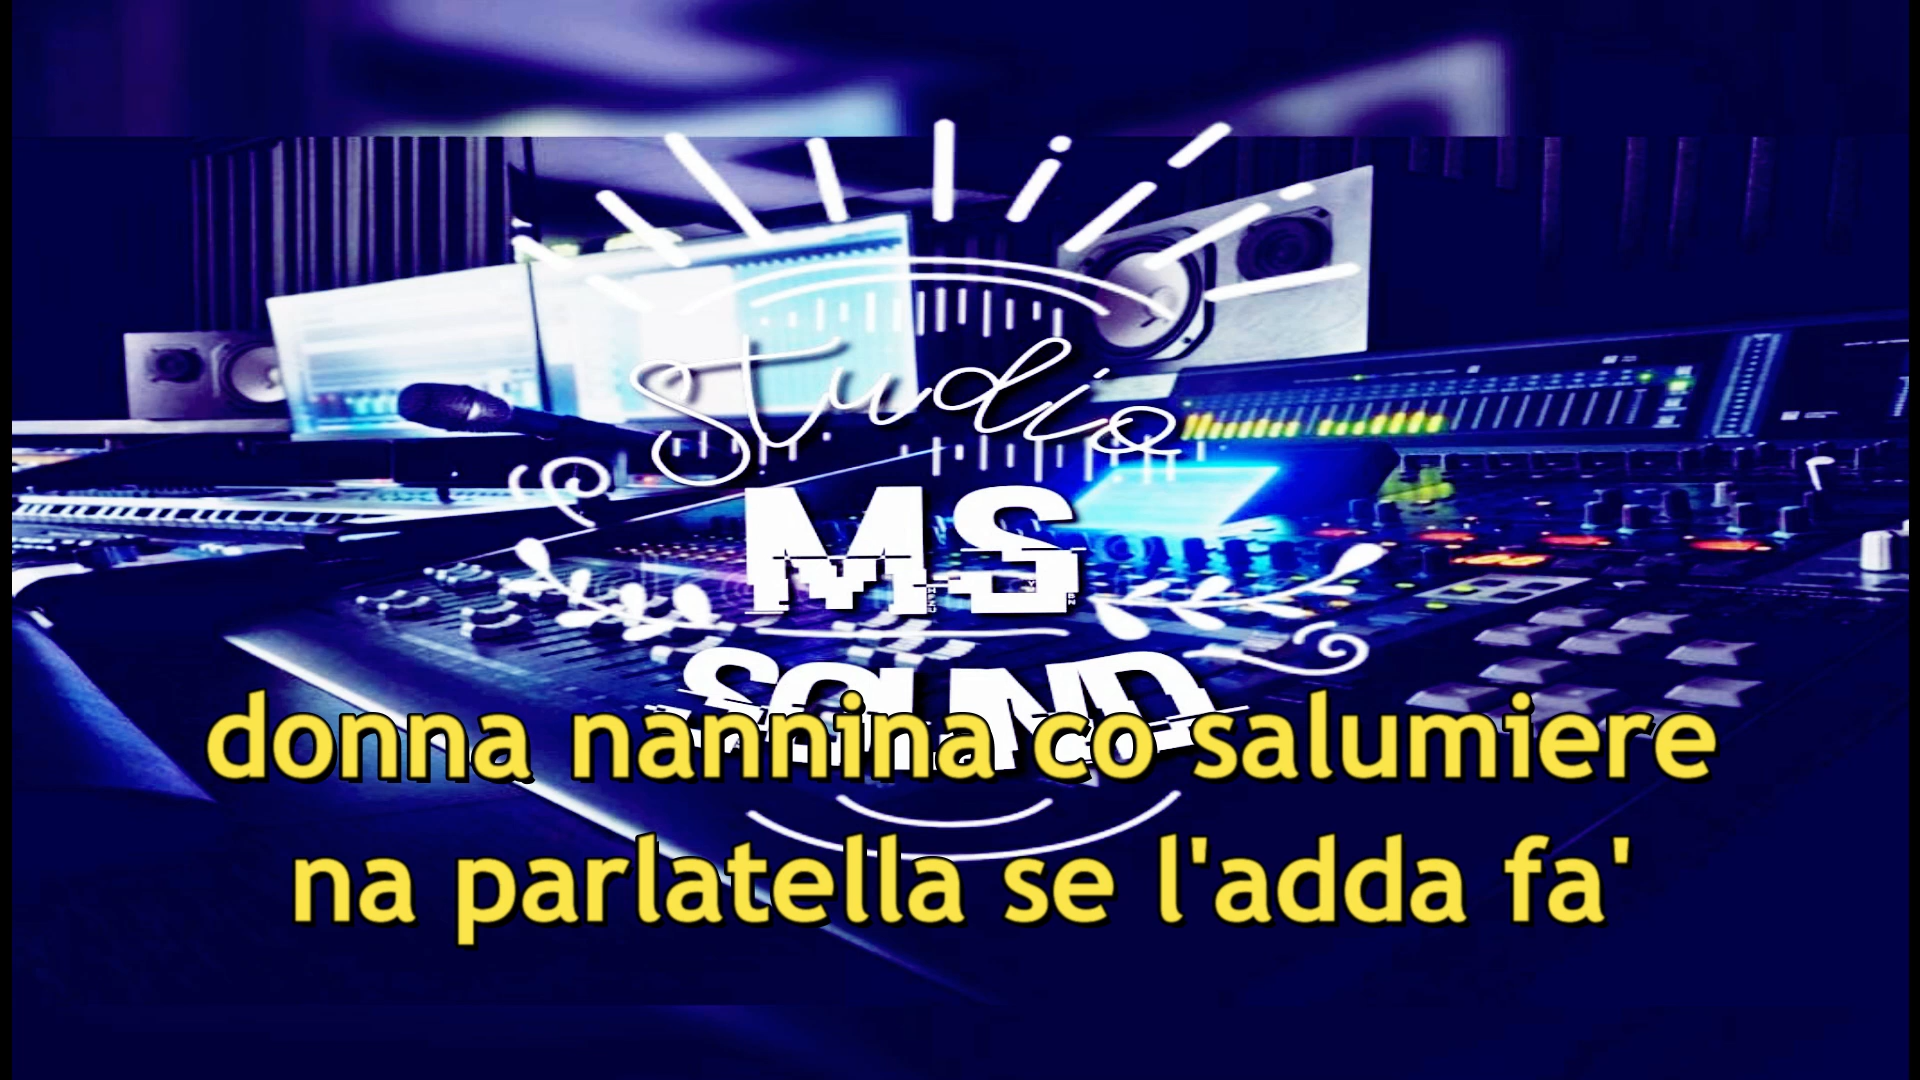 Studio
MS
SOUND
donna nannina co salumiere
na parlatella se l'adda fa'